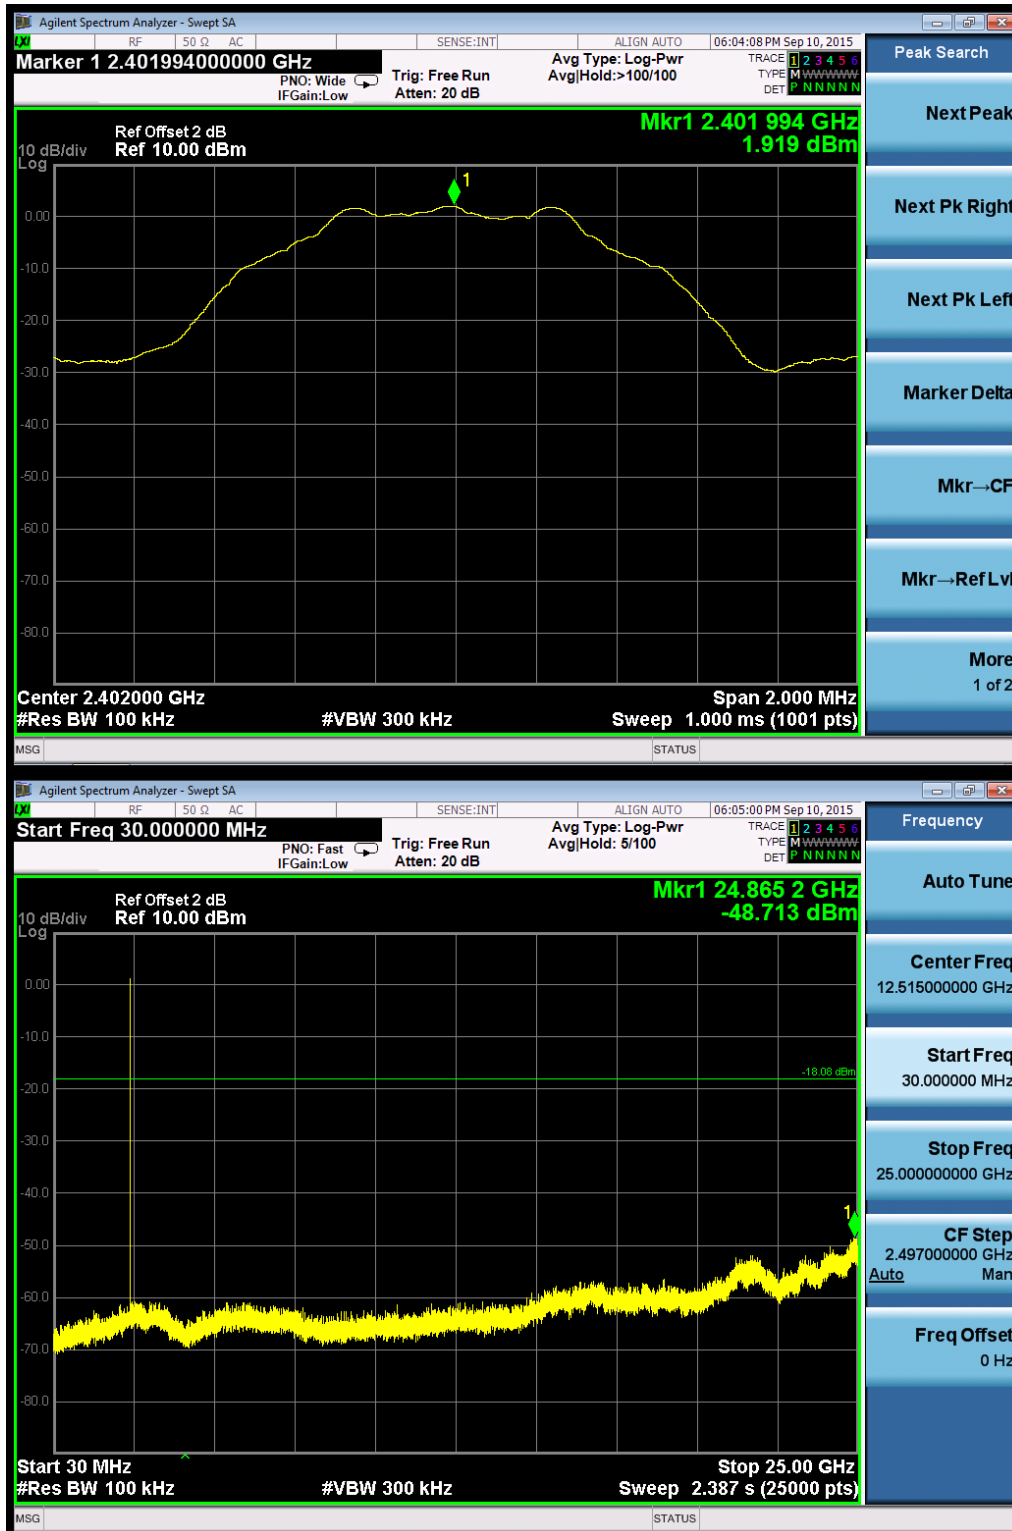 Agilent Spectrum Analyzer - Swept SA
LXI RF 50 Ω AC SENSE:INT ALIGN AUTO 06:04:08 PM Sep 10, 2015
Marker 1 2.401994000000 GHz
PNO: Wide
IFGain:Low
Trig: Free Run
Atten: 20 dB
Avg Type: Log-Pwr
Avg|Hold:>100/100
TRACE 1 2 3 4 5 6
TYPE M WWWWW
DET P N N N N N
Ref Offset 2 dB
10 dB/div Ref 10.00 dBm
Log
Mkr1 2.401 994 GHz
1.919 dBm
1
0.00
-10.0
-20.0
-30.0
-40.0
-50.0
-60.0
-70.0
-80.0
Center 2.402000 GHz Span 2.000 MHz
#Res BW 100 kHz #VBW 300 kHz Sweep 1.000 ms (1001 pts)
MSG STATUS
Peak Search
Next Peak
Next Pk Right
Next Pk Left
Marker Delta
Mkr→CF
Mkr→Ref Lvl
More
1 of 2
Agilent Spectrum Analyzer - Swept SA
LXI RF 50 Ω AC SENSE:INT ALIGN AUTO 06:05:00 PM Sep 10, 2015
Start Freq 30.000000 MHz
PNO: Fast
IFGain:Low
Trig: Free Run
Atten: 20 dB
Avg Type: Log-Pwr
Avg|Hold: 5/100
TRACE 1 2 3 4 5 6
TYPE M WWWWW
DET P N N N N N
Ref Offset 2 dB
10 dB/div Ref 10.00 dBm
Log
Mkr1 24.865 2 GHz
-48.713 dBm
0.00
-10.0
-18.08 dBm
-20.0
-30.0
-40.0
1
-50.0
-60.0
-70.0
-80.0
Start 30 MHz Stop 25.00 GHz
#Res BW 100 kHz #VBW 300 kHz Sweep 2.387 s (25000 pts)
MSG STATUS
Frequency
Auto Tune
Center Freq
12.515000000 GHz
Start Freq
30.000000 MHz
Stop Freq
25.000000000 GHz
CF Step
2.497000000 GHz
Auto Man
Freq Offset
0 Hz